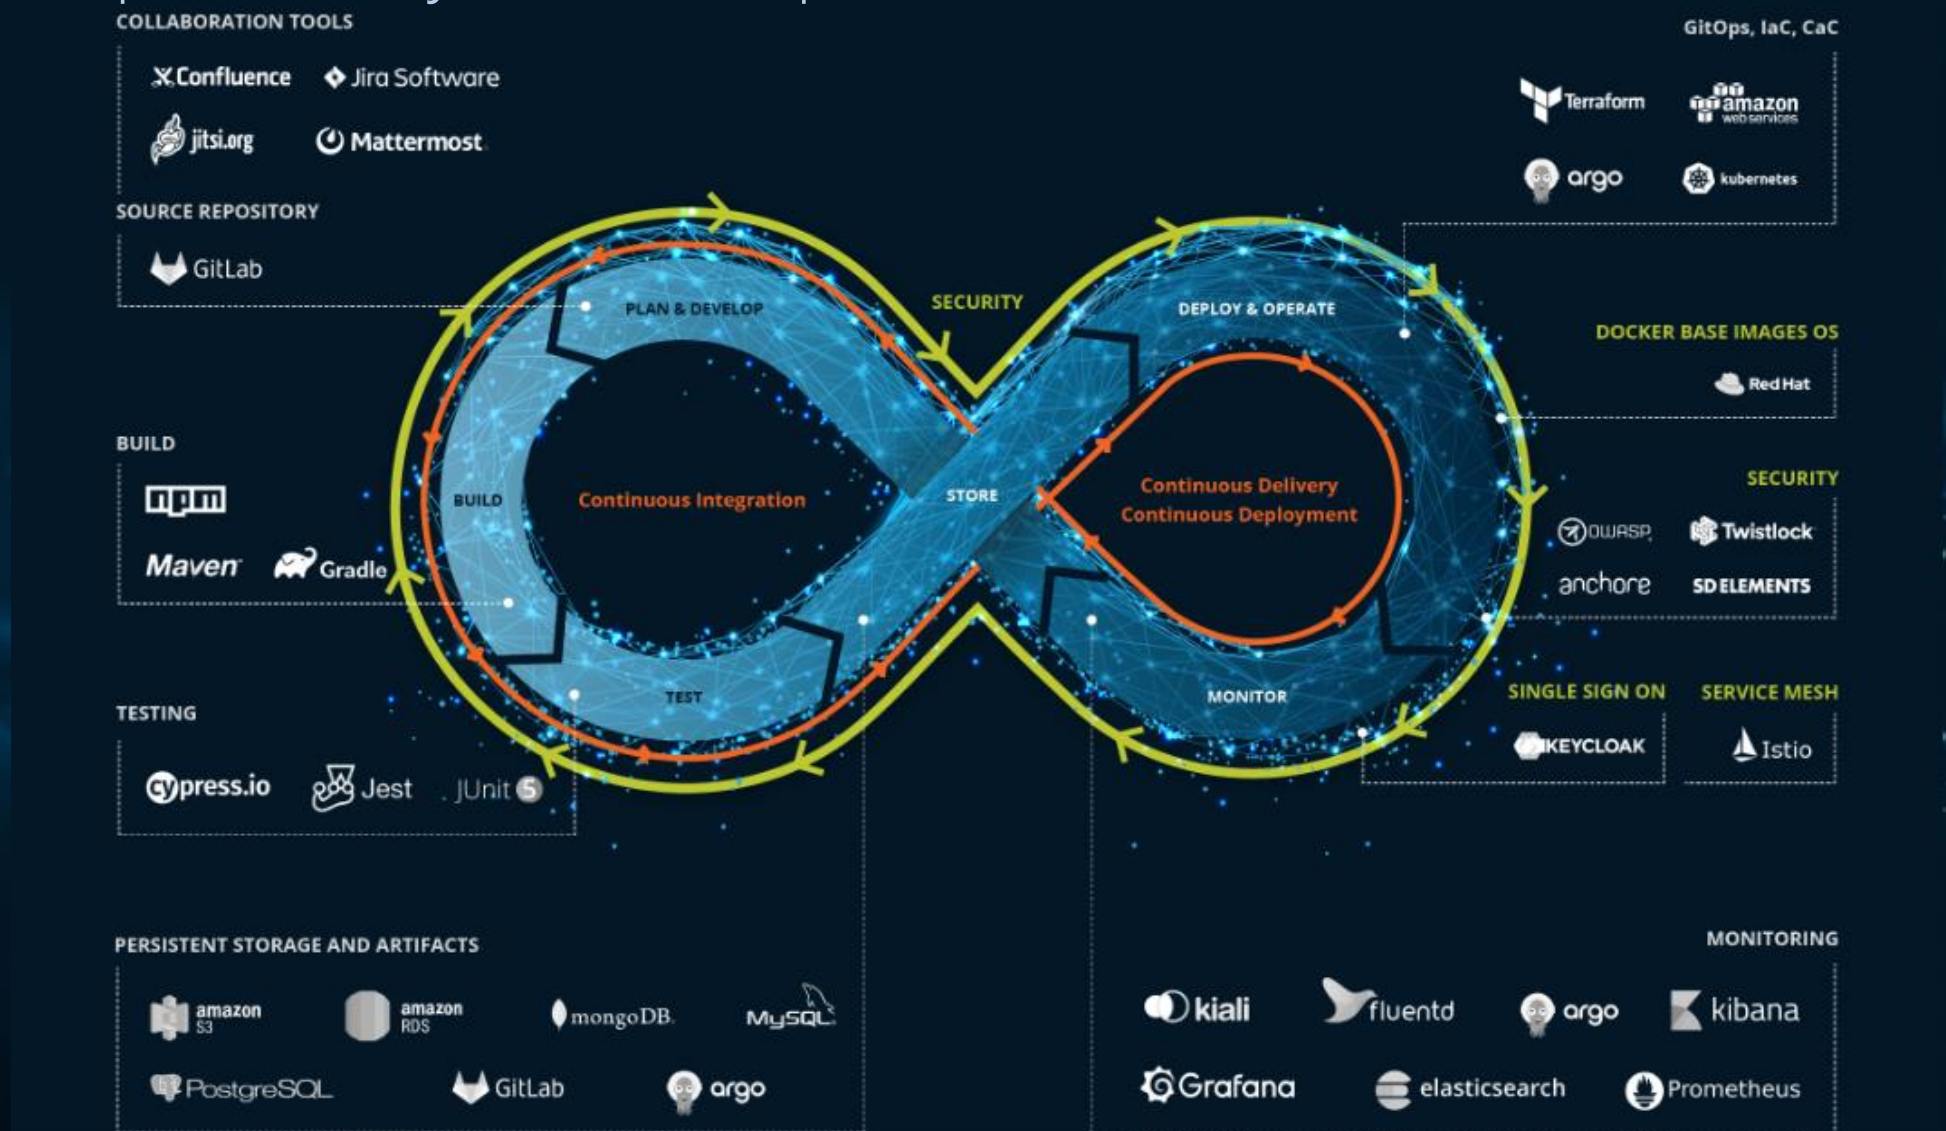 COLLABORATION TOOLS
Confluence
Jira Software
jitsi.org
Mattermost
SOURCE REPOSITORY
GitLab
BUILD
npm
Maven
Gradle
TESTING
cypress.io
Jest
JUnit 5
PERSISTENT STORAGE AND ARTIFACTS
amazon
S3
amazon
RDS
mongoDB.
MySQL
PostgreSQL
GitLab
argo
PLAN & DEVELOP
BUILD
Continuous Integration
TEST
SECURITY
STORE
DEPLOY & OPERATE
Continuous Delivery
Continuous Deployment
MONITOR
GitOps, IaC, CaC
Terraform
amazon
webservices
argo
kubernetes
DOCKER BASE IMAGES OS
Red Hat
SECURITY
OWASP
Twistlock
anchore
SD ELEMENTS
SINGLE SIGN ON
KEYCLOAK
SERVICE MESH
Istio
MONITORING
kiali
fluentd
argo
kibana
Grafana
elasticsearch
Prometheus